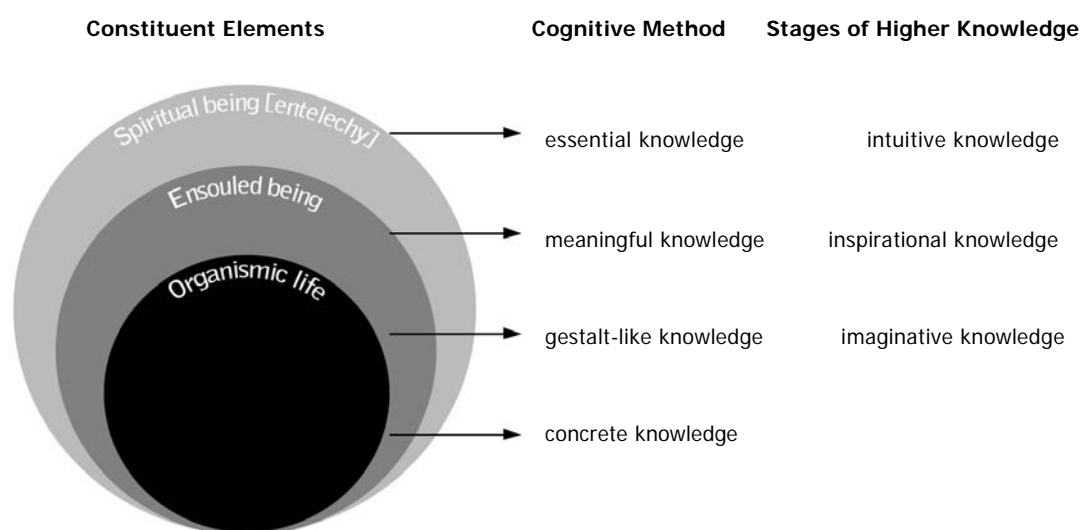 Constituent Elements Cognitive Method Stages of Higher Knowledge
Spiritual being [entelechy]
essential knowledge intuitive knowledge
Ensouled being
meaningful knowledge inspirational knowledge
Organismic life
gestalt-like knowledge imaginative knowledge
concrete knowledge